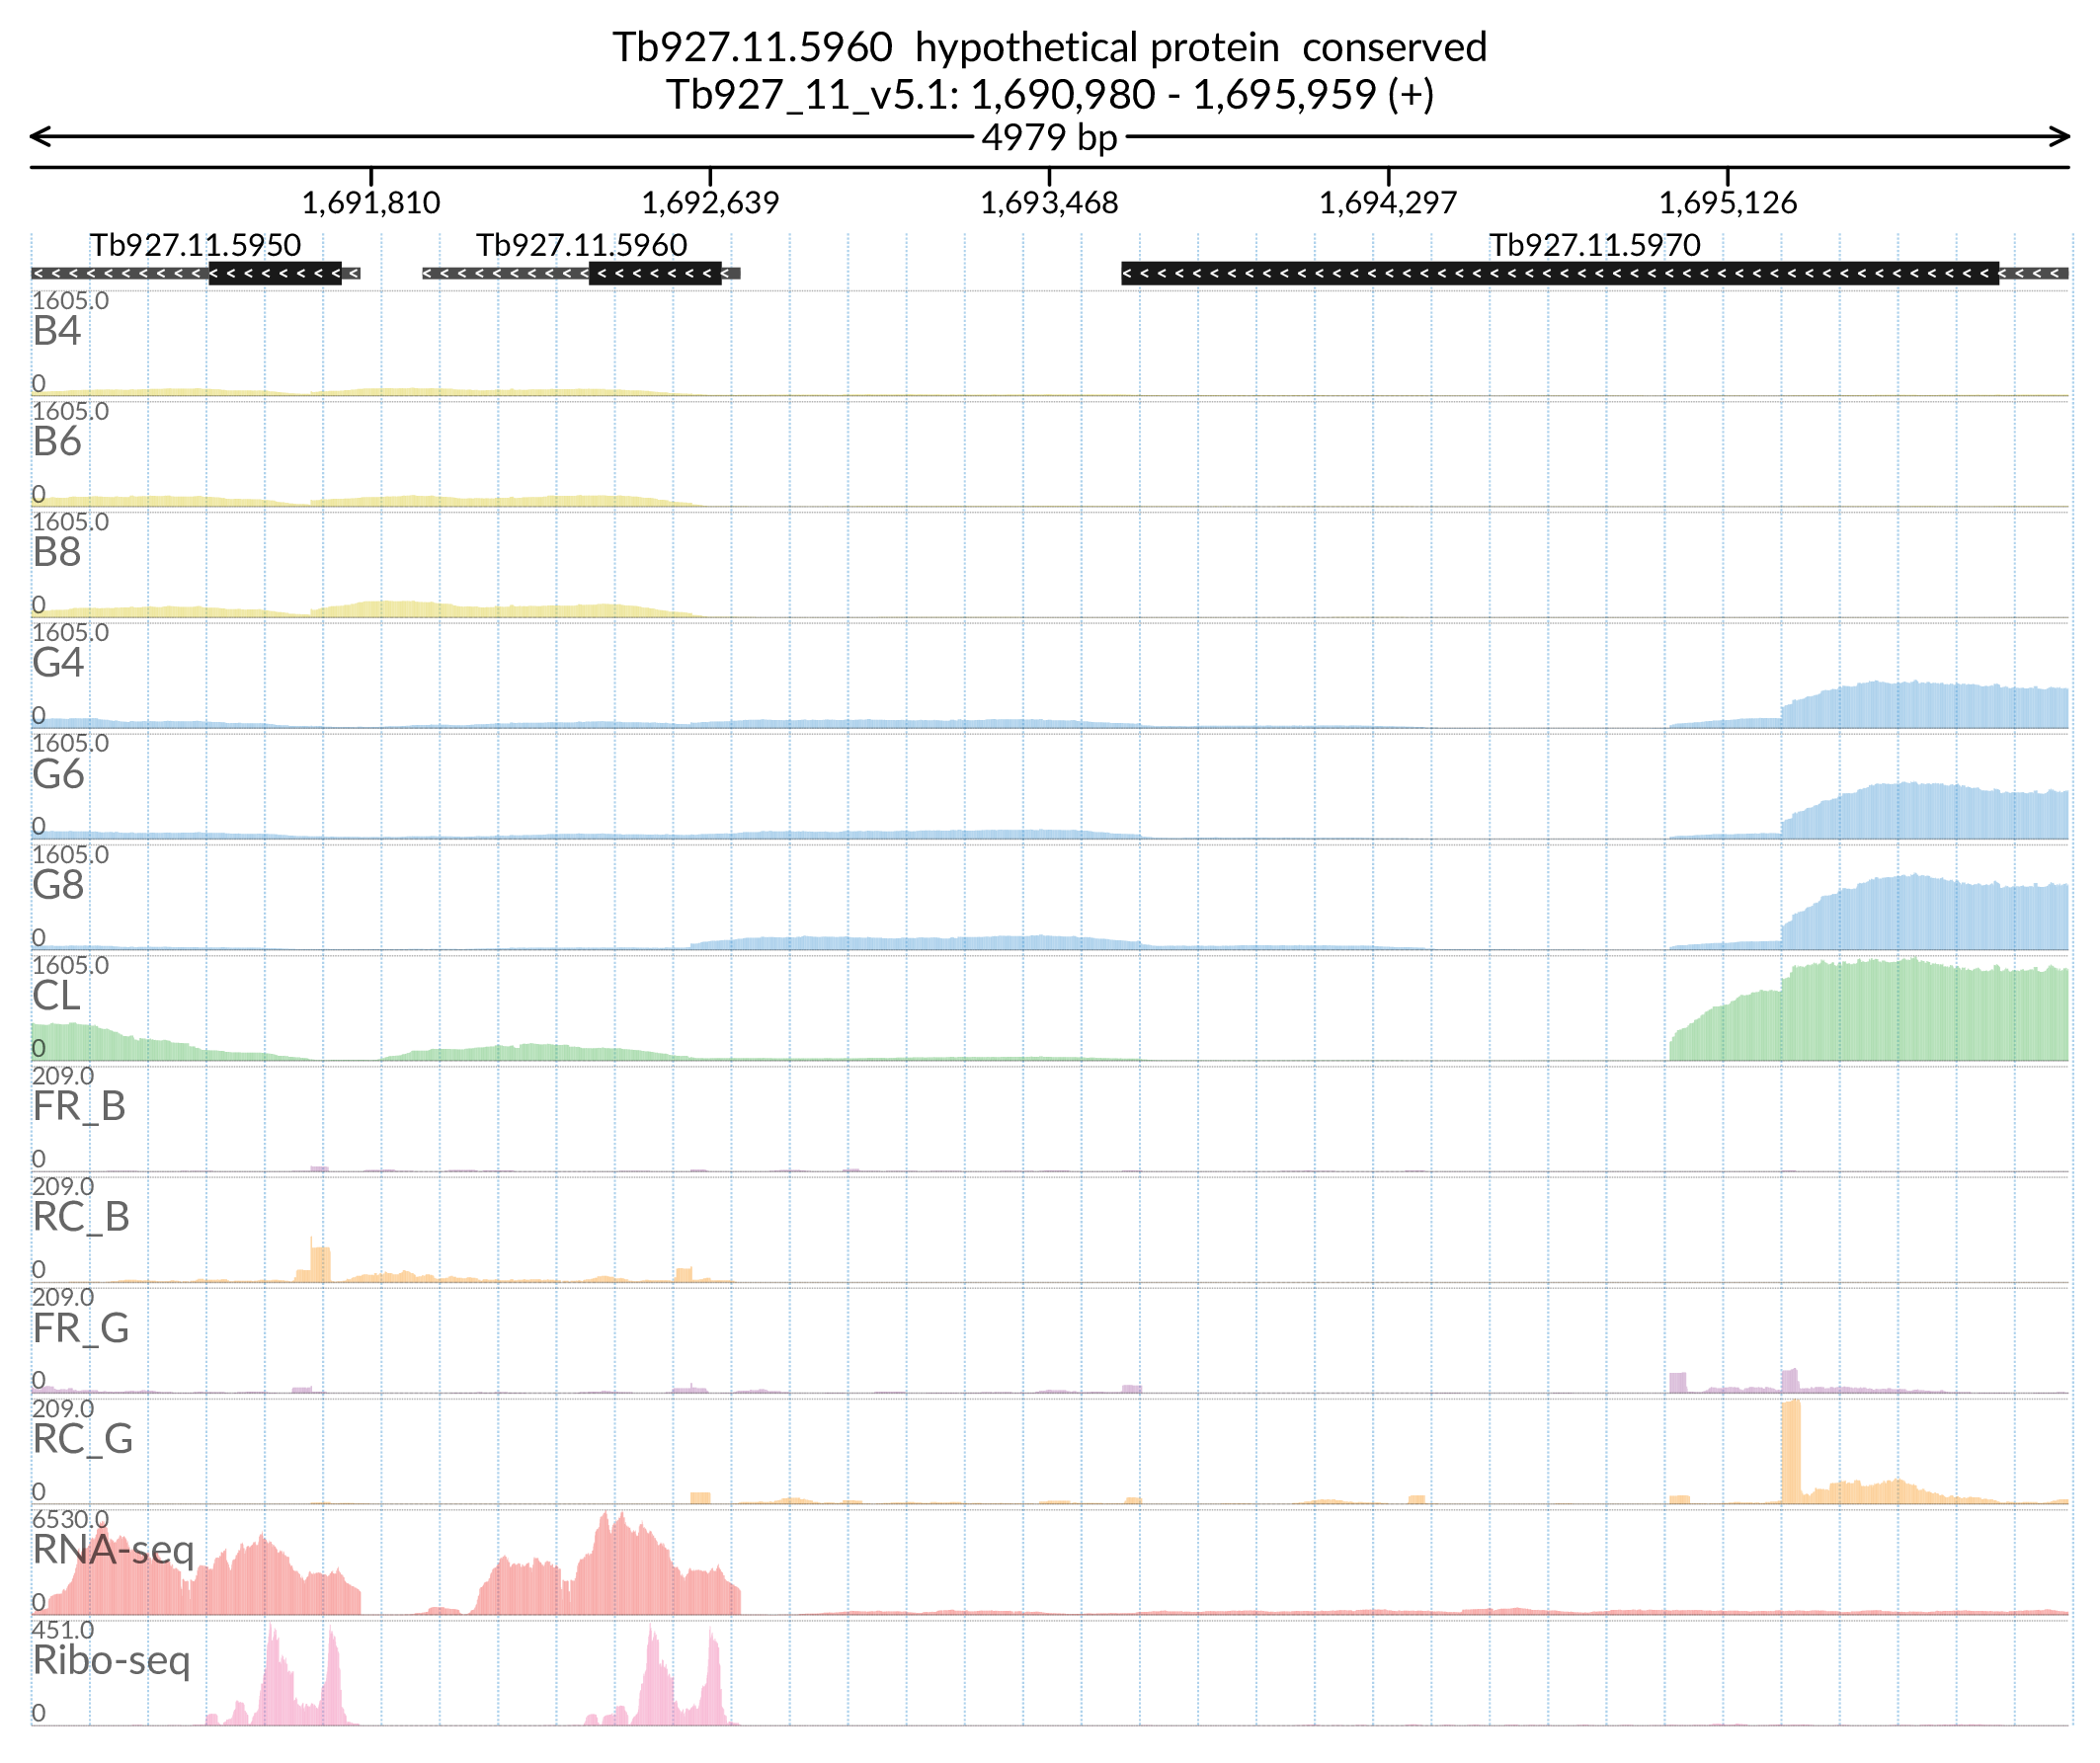 Tb927.11.5960  hypothetical protein  conserved
Tb927_11_v5.1: 1,690,980 - 1,695,959 (+)
4979 bp
1,691,810 1,692,639 1,693,468 1,694,297 1,695,126
Tb927.11.5950 Tb927.11.5960 Tb927.11.5970
1605.0
B4
0
1605.0
B6
0
1605.0
B8
0
1605.0
G4
0
1605.0
G6
0
1605.0
G8
0
1605.0
CL
0
209.0
FR_B
0
209.0
RC_B
0
209.0
FR_G
0
209.0
RC_G
0
6530.0
RNA-seq
0
451.0
Ribo-seq
0